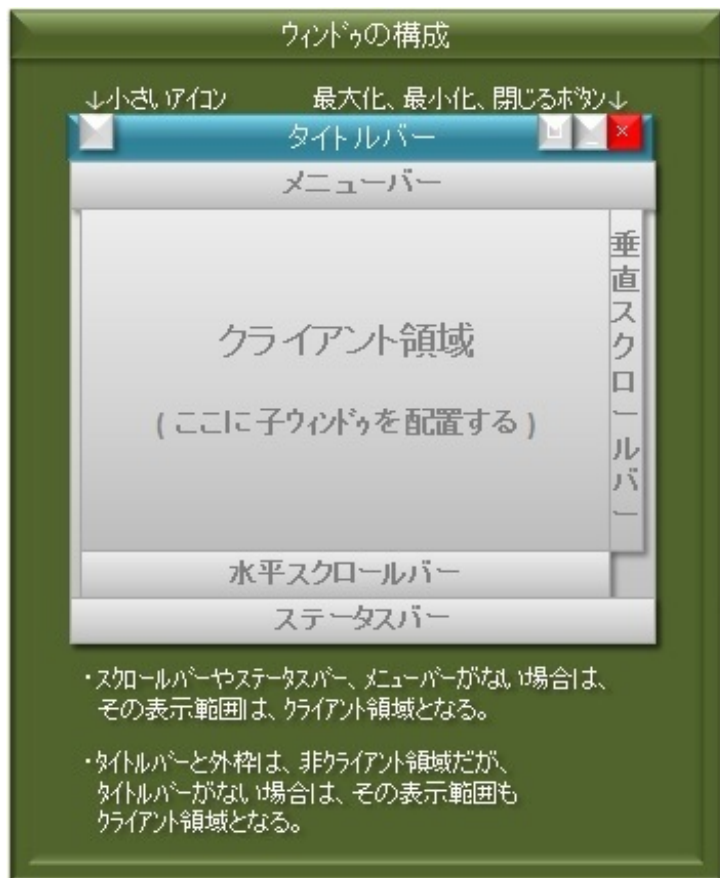 ウィンドゥの構成
↓小さいアイコン 最大化、最小化、閉じるボタン↓
タイトルバー
メニューバー
クライアント領域
(ここに子ウィンドゥを配置する)
垂直スクロールバー
水平スクロールバー
ステータスバー
・スクロールバーやステータスバー、メニューバーがない場合は、
その表示範囲は、クライアント領域となる。
・タイトルバーと外枠は、非クライアント領域だが、
タイトルバーがない場合は、その表示範囲も
クライアント領域となる。